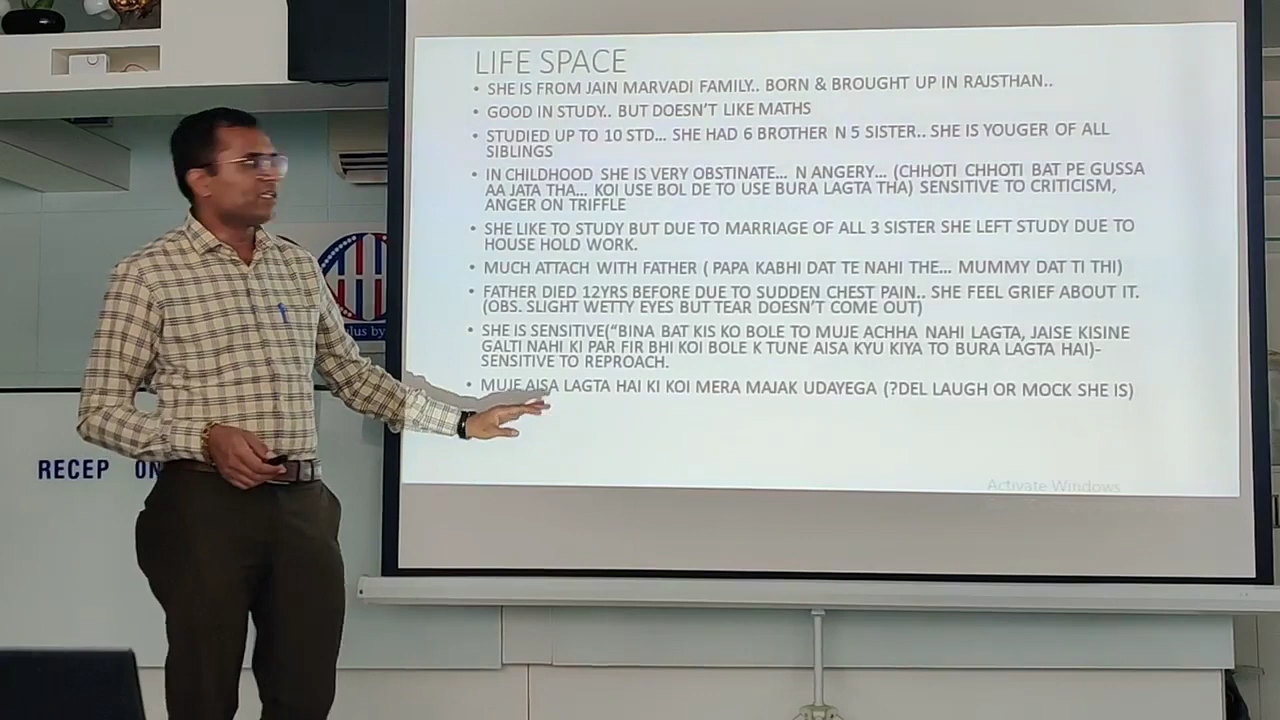 LIFE SPACE
• SHE IS FROM JAIN MARVADI FAMILY.. BORN & BROUGHT UP IN RAJSTHAN..
• GOOD IN STUDY.. BUT DOESN'T LIKE MATHS
• STUDIED UP TO 10 STD... SHE HAD 6 BROTHER N 5 SISTER.. SHE IS YOUGER OF ALL
SIBLINGS
• IN CHILDHOOD SHE IS VERY OBSTINATE... N ANGERY... (CHHOTI CHHOTI BAT PE GUSSA
AA JATA THA... KOI USE BOL DE TO USE BURA LAGTA THA) SENSITIVE TO CRITICISM,
ANGER ON TRIFLE
• SHE LIKE TO STUDY BUT DUE TO MARRIAGE OF ALL 3 SISTER SHE LEFT STUDY DUE TO
HOUSE HOLD WORK.
• MUCH ATTACH WITH FATHER ( PAPA KABHI DAT TE NAHI THE... MUMMY DAT TI THI)
• FATHER DIED 12YRS BEFORE DUE TO SUDDEN CHEST PAIN.. SHE FEEL GRIEF ABOUT IT.
(OBS. SLIGHT WETTY EYES BUT TEAR DOESN'T COME OUT)
• SHE IS SENSITIVE("BINA BAT KIS KO BOLE TO MUJE ACHHA NAHI LAGTA, JAISE KISINE
GALTI NAHI KI PAR FIR BHI KOI BOLE K TUNE AISA KYU KIYA TO BURA LAGTA HAI)-
SENSITIVE TO REPROACH.
• MUJE AISA LAGTA HAI KI KOI MERA MAJAK UDAYEGA (?DEL LAUGH OR MOCK SHE IS)
Activate Windows
RECEP ON
ulus by